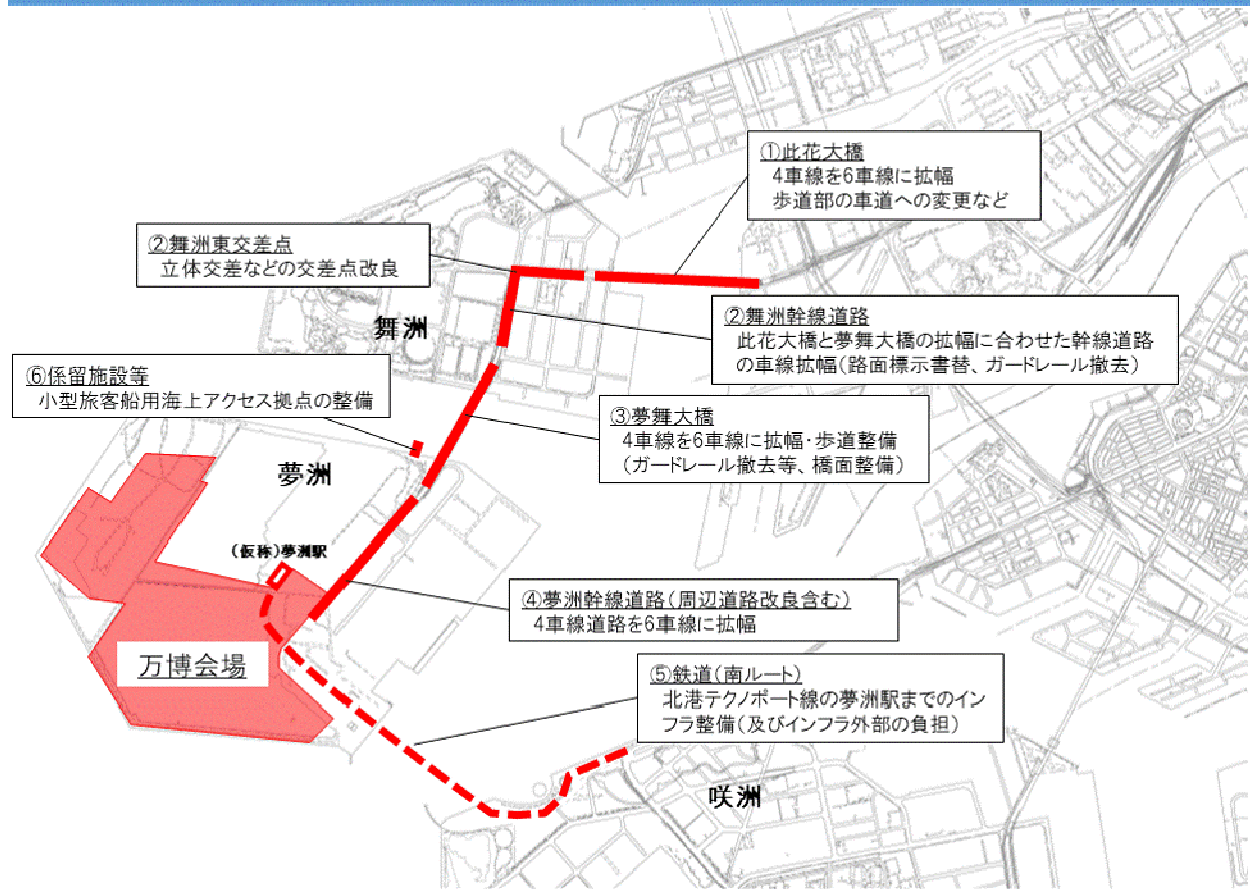 ①此花大橋
4車線を6車線に拡幅
歩道部の車道への変更など
②舞洲東交差点
立体交差などの交差点改良
②舞洲幹線道路
此花大橋と夢舞大橋の拡幅に合わせた幹線道路
の車線拡幅(路面標示書替、ガードレール撤去)
舞洲
⑥係留施設等
小型旅客船用海上アクセス拠点の整備
③夢舞大橋
4車線を6車線に拡幅・歩道整備
(ガードレール撤去等、橋面整備)
夢洲
(仮称)夢洲駅
④夢洲幹線道路(周辺道路改良含む)
4車線道路を6車線に拡幅
万博会場
⑤鉄道(南ルート)
北港テクノポート線の夢洲駅までのイン
フラ整備(及びインフラ外部の負担)
咲洲